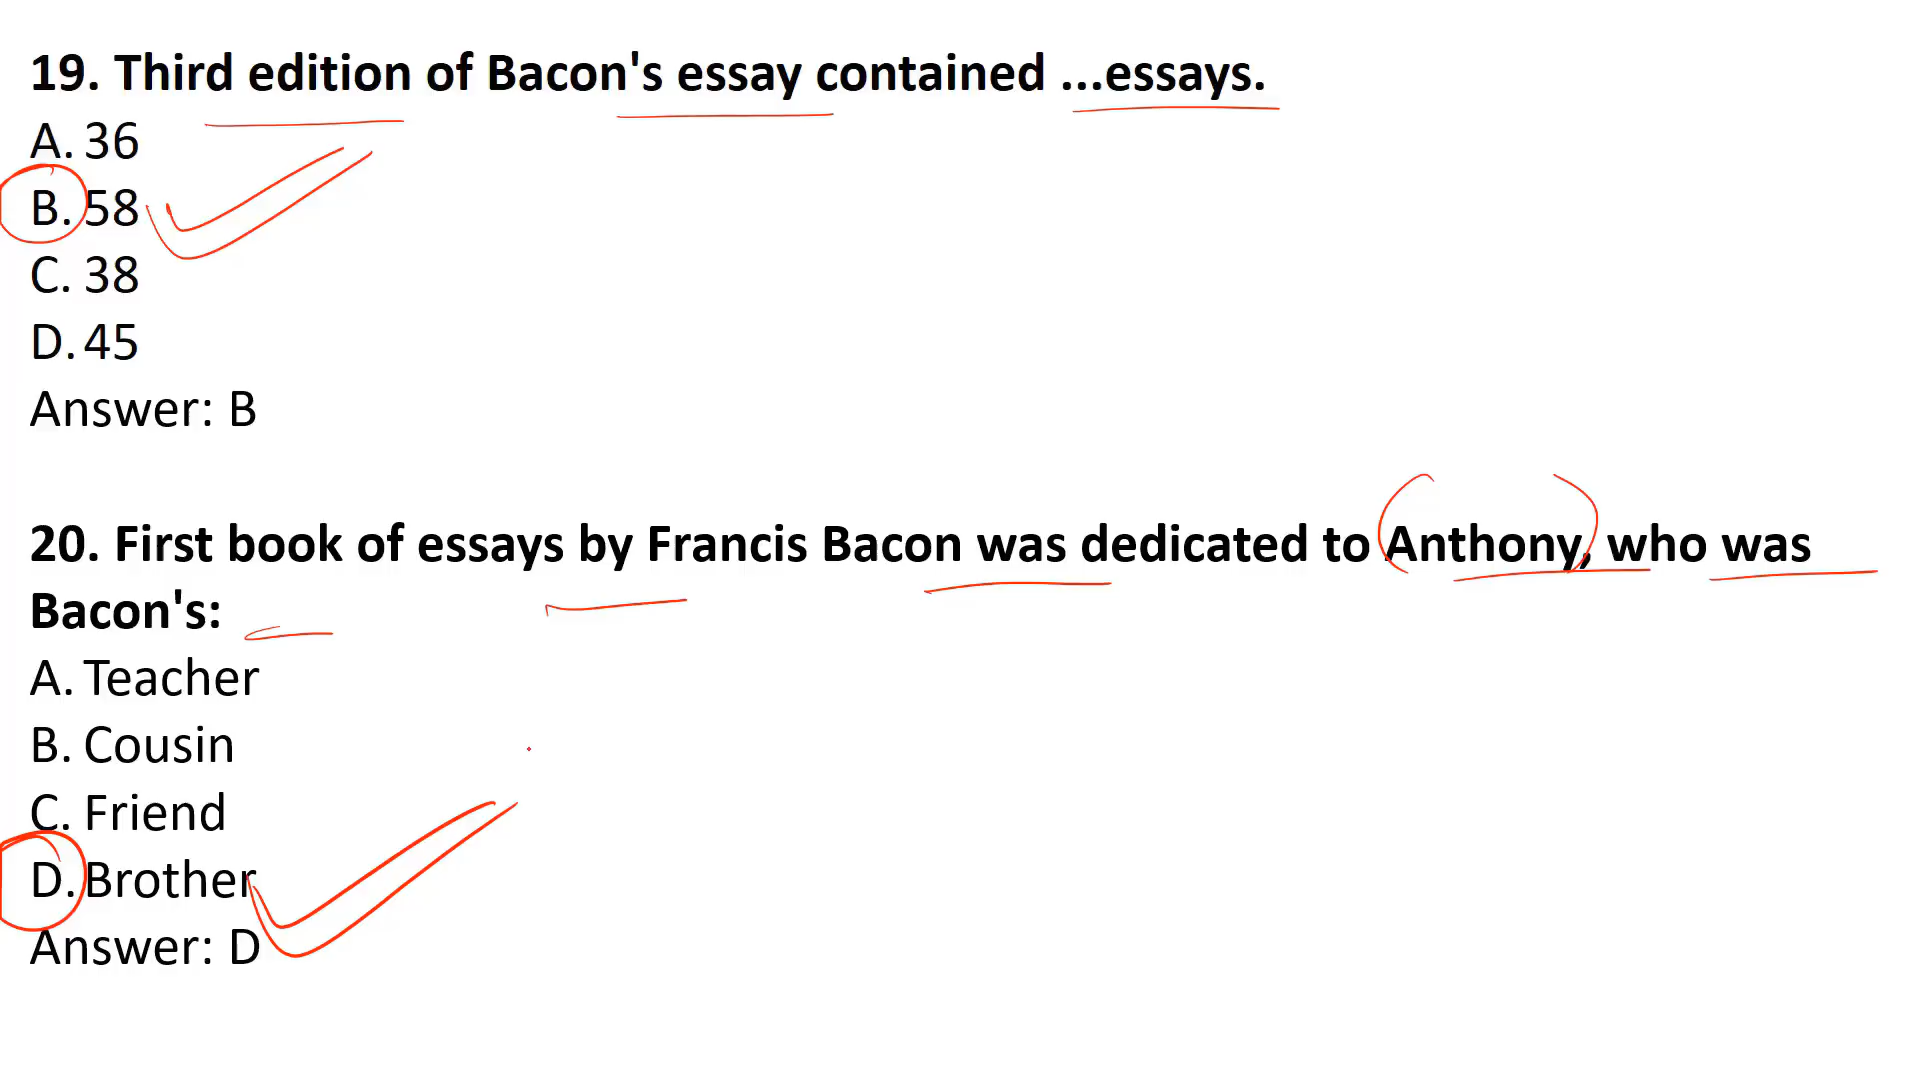 19. Third edition of Bacon's essay contained ...essays.
A. 36
B. 58
C. 38
D. 45
Answer: B
20. First book of essays by Francis Bacon was dedicated to Anthony, who was
Bacon's:
A. Teacher
B. Cousin
C. Friend
D. Brother
Answer: D